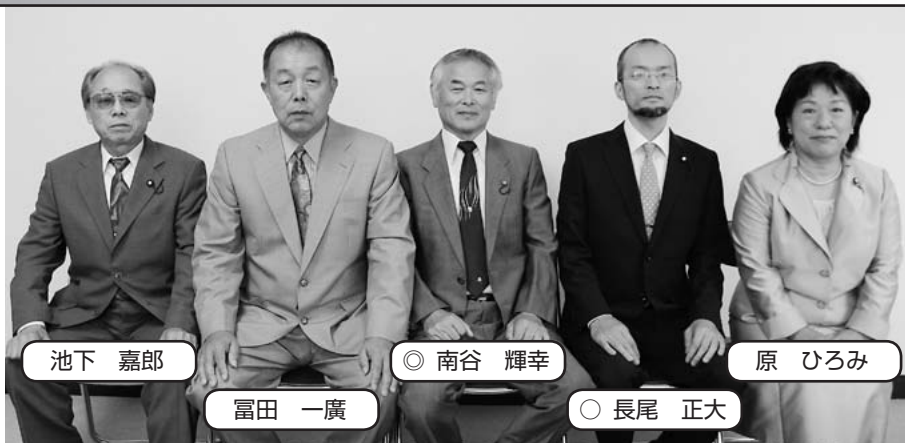 池下　嘉郎
冨田　一廣
◎ 南谷　輝幸
○ 長尾　正大
原　ひろみ